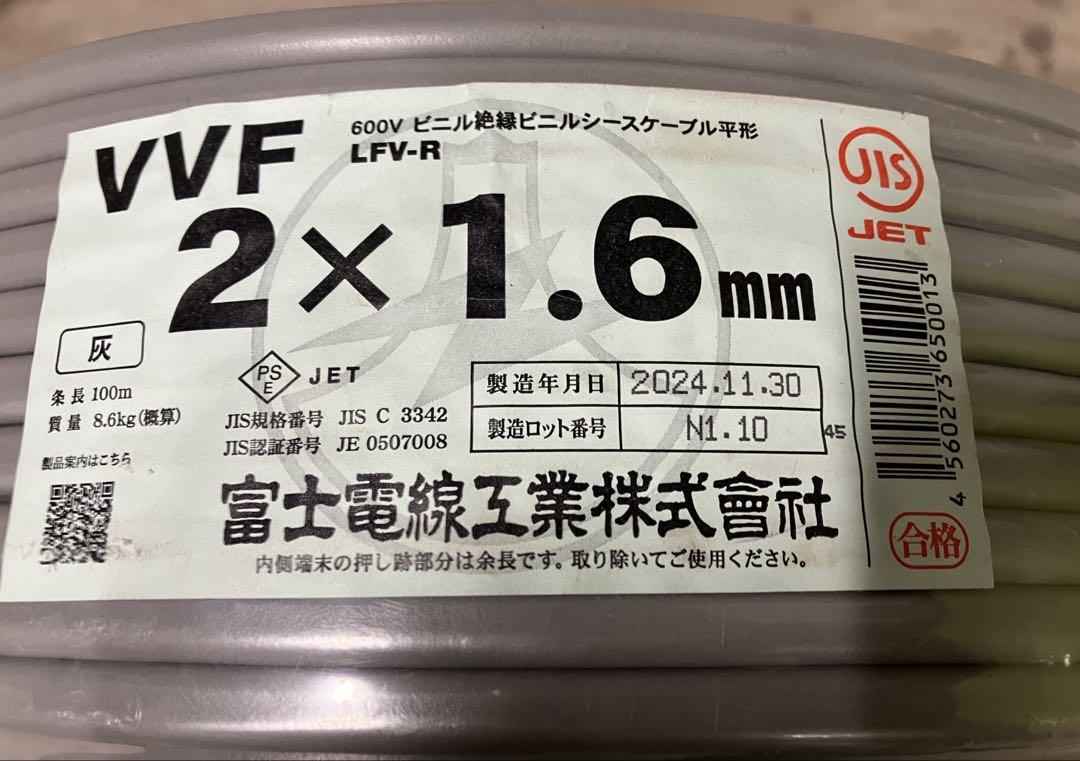 VVF
600V ビニル絶縁ビニルシースケーブル平形
LFV-R
2×1.6mm
灰
条長 100m
質量 8.6kg(概算)
製品案内はこちら
PS
E
JET
JIS規格番号 JIS C 3342
JIS認証番号 JE 0507008
製造年月日 2024.11.30
製造ロット番号 N1.10
45
富士電線工業株式會社
内側端末の押し跡部分は余長です。取り除いてご使用ください。
JIS
JET
4560273650013
合格